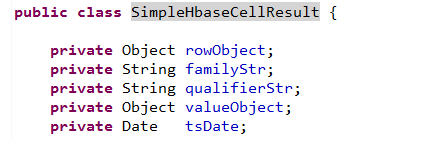 public class SimpleHbaseCellResult {
private Object rowObject;
private String familyStr;
private String qualifierStr;
private Object valueObject;
private Date tsDate;